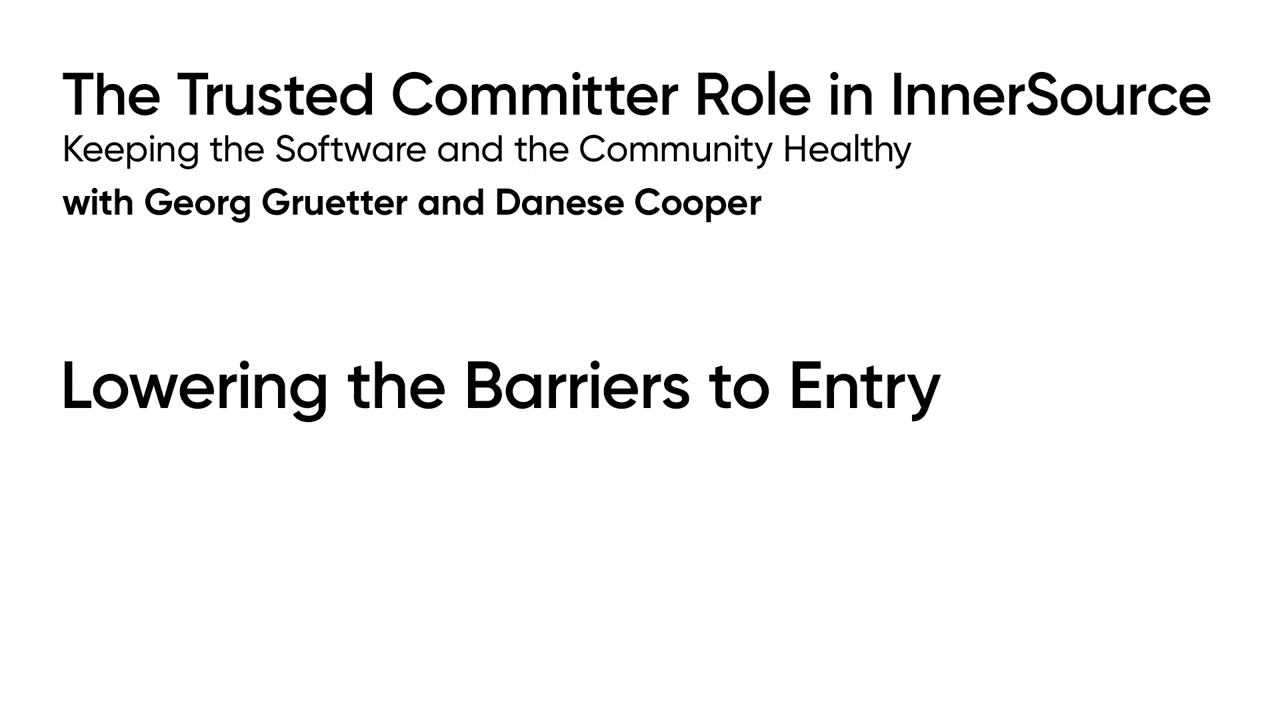 The Trusted Committer Role in InnerSource
Keeping the Software and the Community Healthy
with Georg Gruetter and Danese Cooper
Lowering the Barriers to Entry